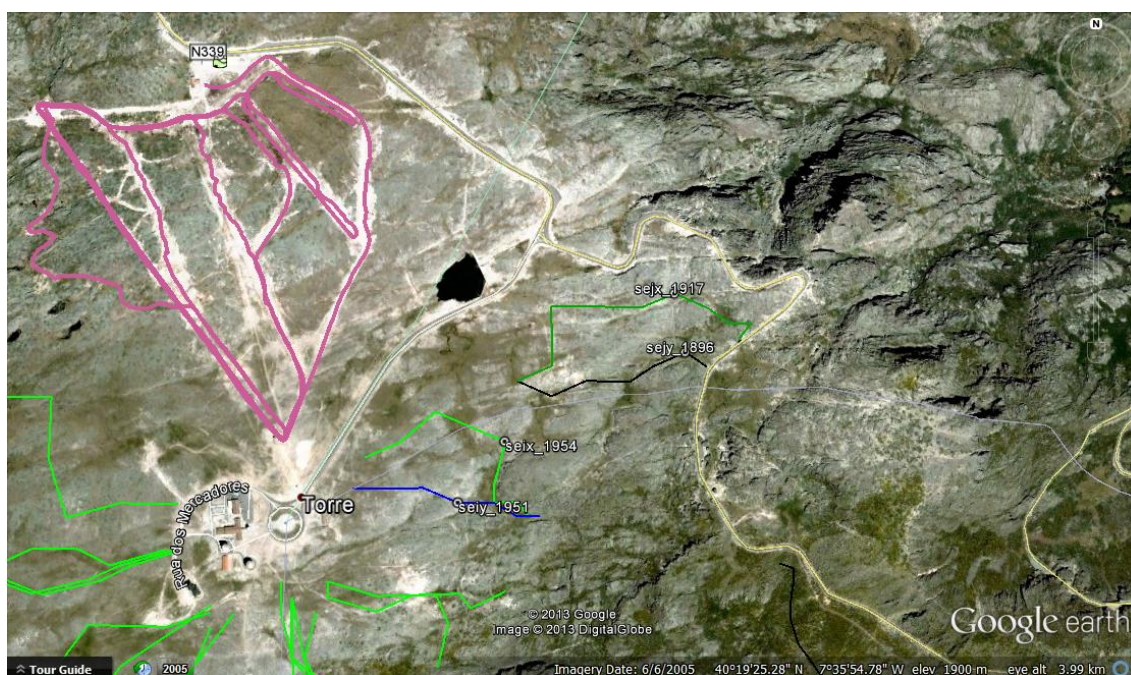 N
N339
sejx_1917
sejy_1896
seix_1954
seiy_1951
Torre
Rua dos Mercadores
© 2013 Google
Image © 2013 DigitalGlobe
Google earth
Tour Guide
2005
Imagery Date: 6/6/2005 40°19'25.28" N 7°35'54.78" W elev 1900 m eye alt 3.99 km